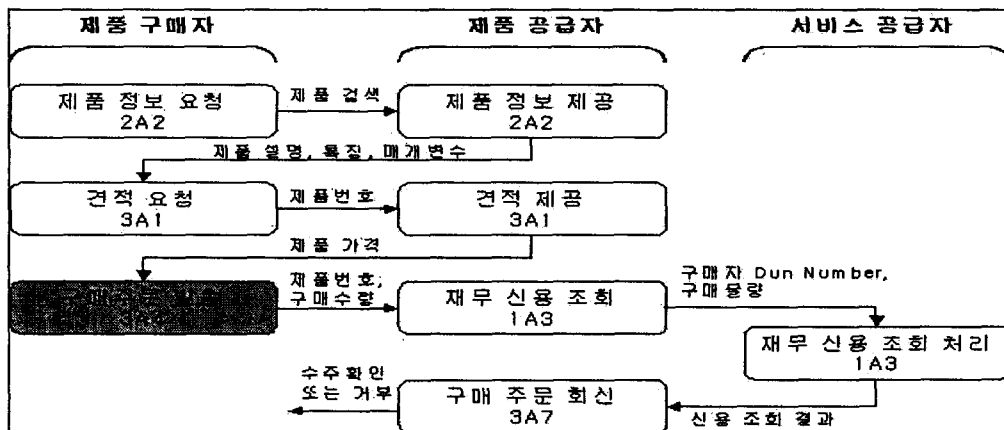 제품 구매자
제품 공급자
서비스 공급자
제품 정보 요청
2A2
제품 검색
제품 정보 제공
2A2
제품 설명, 특징, 매개변수
견적 요청
3A1
제품번호
견적 제공
3A1
제품 가격
제품번호,
구매수량
재무 신용 조회
1A3
구매자 Dun Number,
구매물량
재무 신용 조회 처리
1A3
수주확인
또는 거부
구매 주문 회신
3A7
신용 조회 결과